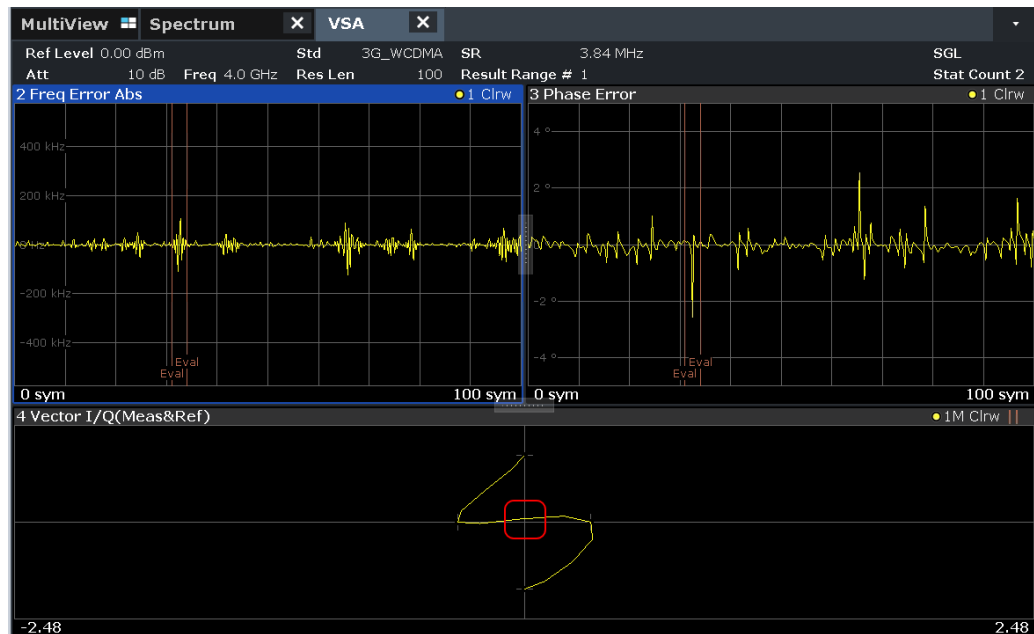 MultiView Spectrum X VSA X
Ref Level 0.00 dBm Std 3G_WCDMA SR 3.84 MHz SGL
Att 10 dB Freq 4.0 GHz Res Len 100 Result Range # 1 Stat Count 2
2 Freq Error Abs 1 Clrw
400 kHz
200 kHz
0 Hz
-200 kHz
-400 kHz
Eval
Eval
0 sym 100 sym
3 Phase Error 1 Clrw
4 °
2 °
-2 °
-4 °
Eval
Eval
0 sym 100 sym
4 Vector I/Q(Meas&Ref) 1M Clrw
-2.48 2.48